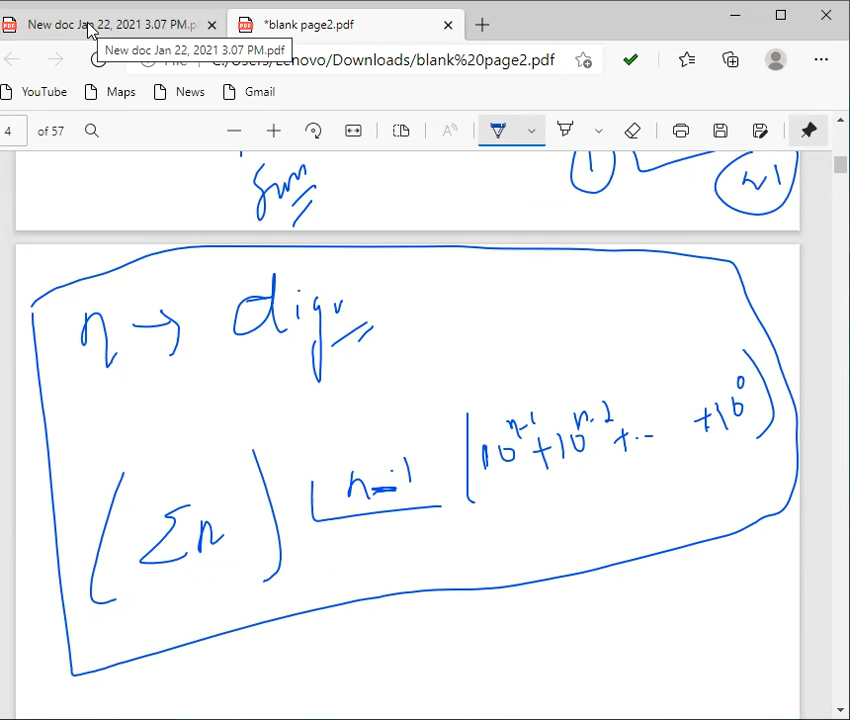 New doc Jan 22, 2021 3.07 PM.p
*blank page2.pdf
New doc Jan 22, 2021 3.07 PM.pdf
C:/Users/Lenovo/Downloads/blank%20page2.pdf
YouTube Maps News Gmail
4 of 57
Sum
1
n → digi
(Σn) |n-1 (10^n-1 + 10^n-2 + ... + 10^0)